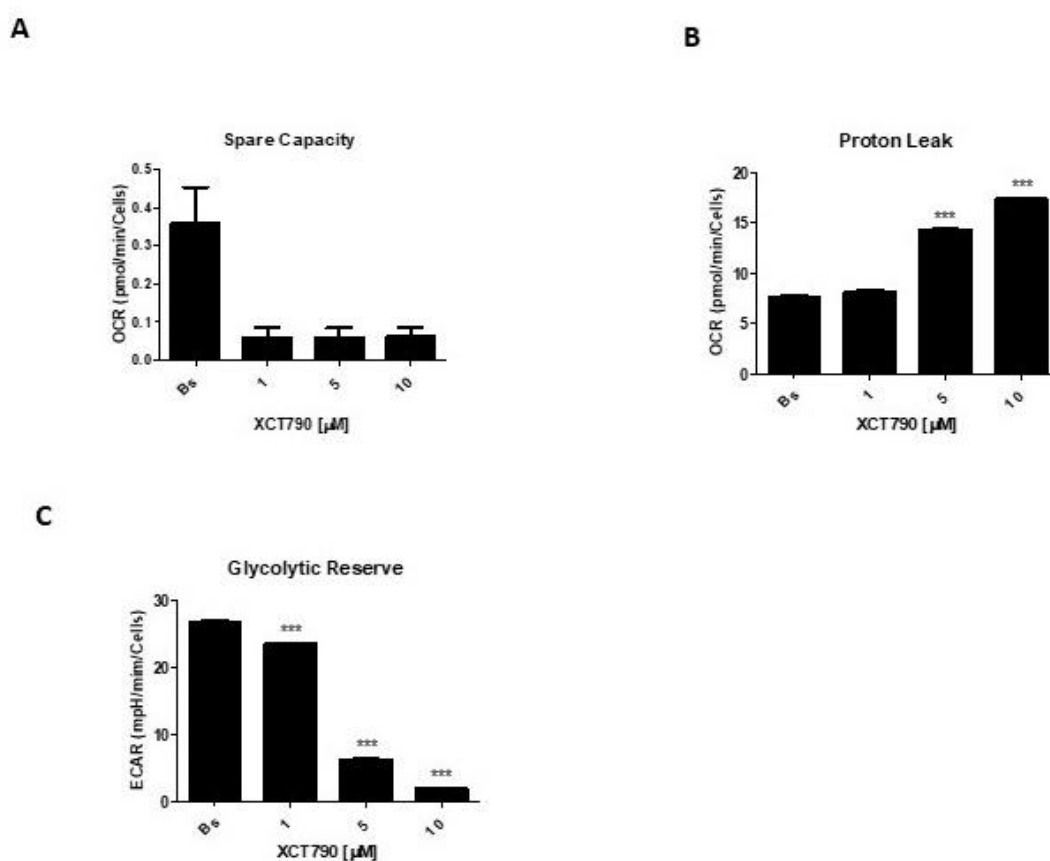 A
Spare Capacity
OCR (pmol/min/Cells)
0.5
0.4
0.3
0.2
0.1
0.0
Bs
1
5
10
XCT790 [µM]
B
Proton Leak
OCR (pmol/min/Cells)
20
15
10
5
0
***
***
Bs
1
5
10
XCT790 [µM]
C
Glycolytic Reserve
ECAR (mpH/mim/Cells)
30
20
10
0
***
***
***
Bs
1
5
10
XCT790 [µM]